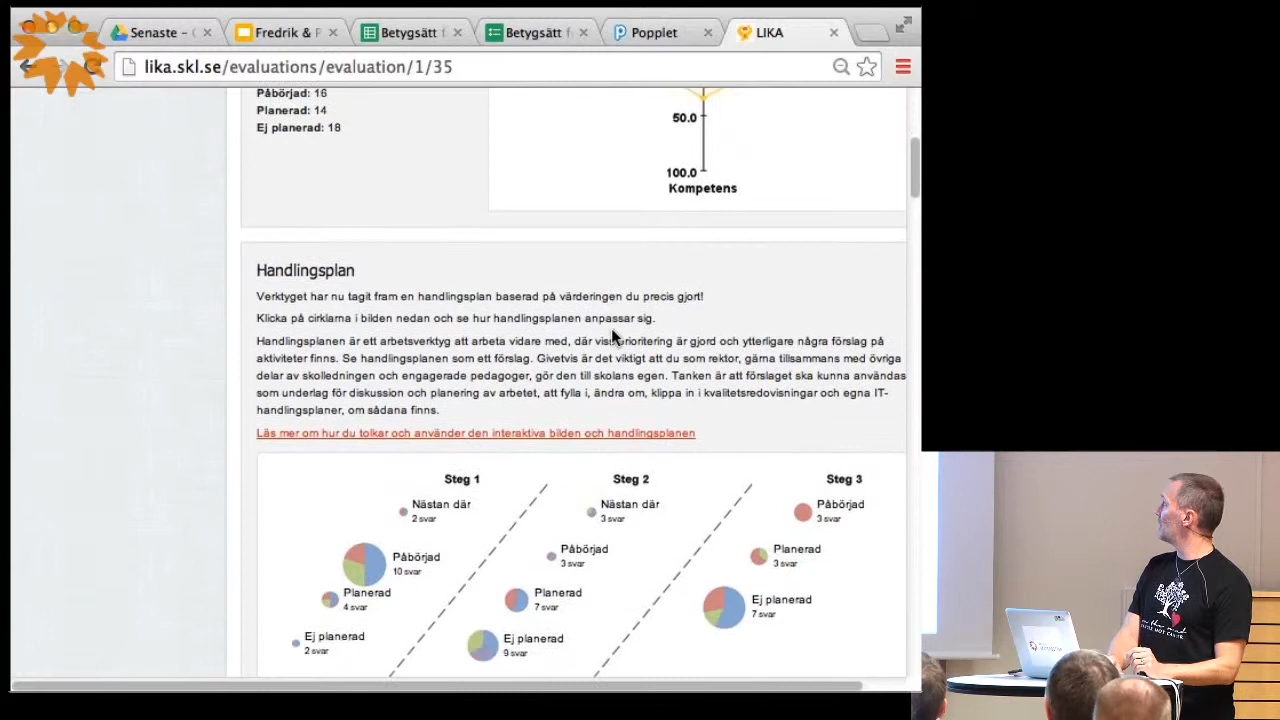 Senaste –
Fredrik & P
Betygsätt f
Betygsätt f
Popplet
LIKA
lika.skl.se/evaluations/evaluation/1/35
Påbörjad: 16
Planerad: 14
Ej planerad: 18
50.0
100.0
Kompetens
Handlingsplan
Verktyget har nu tagit fram en handlingsplan baserad på värderingen du precis gjort!
Klicka på cirklarna i bilden nedan och se hur handlingsplanen anpassar sig.
Handlingsplanen är ett arbetsverktyg att arbeta vidare med, där viss prioritering är gjord och ytterligare några förslag på
aktiviteter finns. Se handlingsplanen som ett förslag. Givetvis är det viktigt att du som rektor, gärna tillsammans med övriga
delar av skolledningen och engagerade pedagoger, gör den till skolans egen. Tanken är att förslaget ska kunna användas
som underlag för diskussion och planering av arbetet, att fylla i, ändra om, klippa in i kvalitetsredovisningar och egna IT-
handlingsplaner, om sådana finns.
Läs mer om hur du tolkar och använder den interaktiva bilden och handlingsplanen
Steg 1
Steg 2
Steg 3
Nästan där
2 svar
Nästan där
3 svar
Påbörjad
3 svar
Påbörjad
10 svar
Påbörjad
3 svar
Planerad
3 svar
Planerad
4 svar
Planerad
7 svar
Ej planerad
7 svar
Ej planerad
2 svar
Ej planerad
9 svar